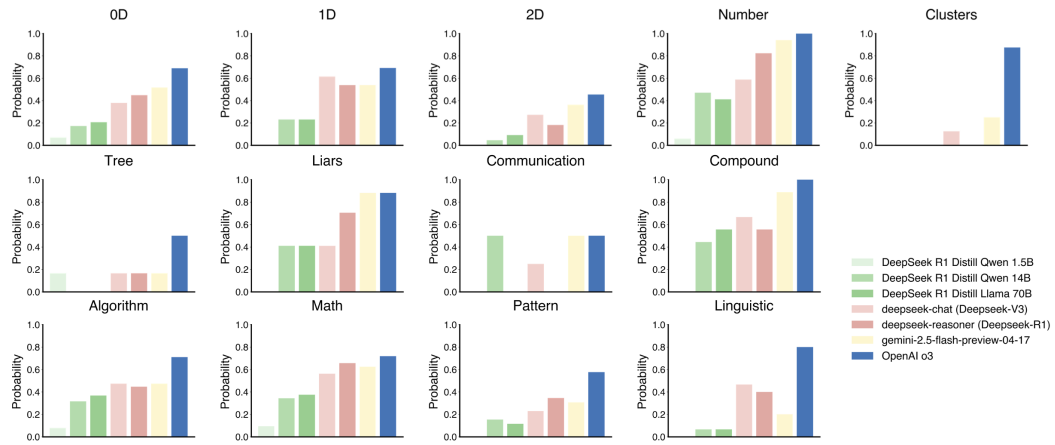 0D
1D
2D
Number
Clusters
Probability
1.0
0.8
0.6
0.4
0.2
0.0
Probability
1.0
0.8
0.6
0.4
0.2
0.0
Probability
1.0
0.8
0.6
0.4
0.2
0.0
Probability
1.0
0.8
0.6
0.4
0.2
0.0
Probability
1.0
0.8
0.6
0.4
0.2
0.0
Tree
Liars
Communication
Compound
Probability
1.0
0.8
0.6
0.4
0.2
0.0
Probability
1.0
0.8
0.6
0.4
0.2
0.0
Probability
1.0
0.8
0.6
0.4
0.2
0.0
Probability
1.0
0.8
0.6
0.4
0.2
0.0
Algorithm
Math
Pattern
Linguistic
Probability
1.0
0.8
0.6
0.4
0.2
0.0
Probability
1.0
0.8
0.6
0.4
0.2
0.0
Probability
1.0
0.8
0.6
0.4
0.2
0.0
Probability
1.0
0.8
0.6
0.4
0.2
0.0
DeepSeek R1 Distill Qwen 1.5B
DeepSeek R1 Distill Qwen 14B
DeepSeek R1 Distill Llama 70B
deepseek-chat (Deepseek-V3)
deepseek-reasoner (Deepseek-R1)
gemini-2.5-flash-preview-04-17
OpenAI o3